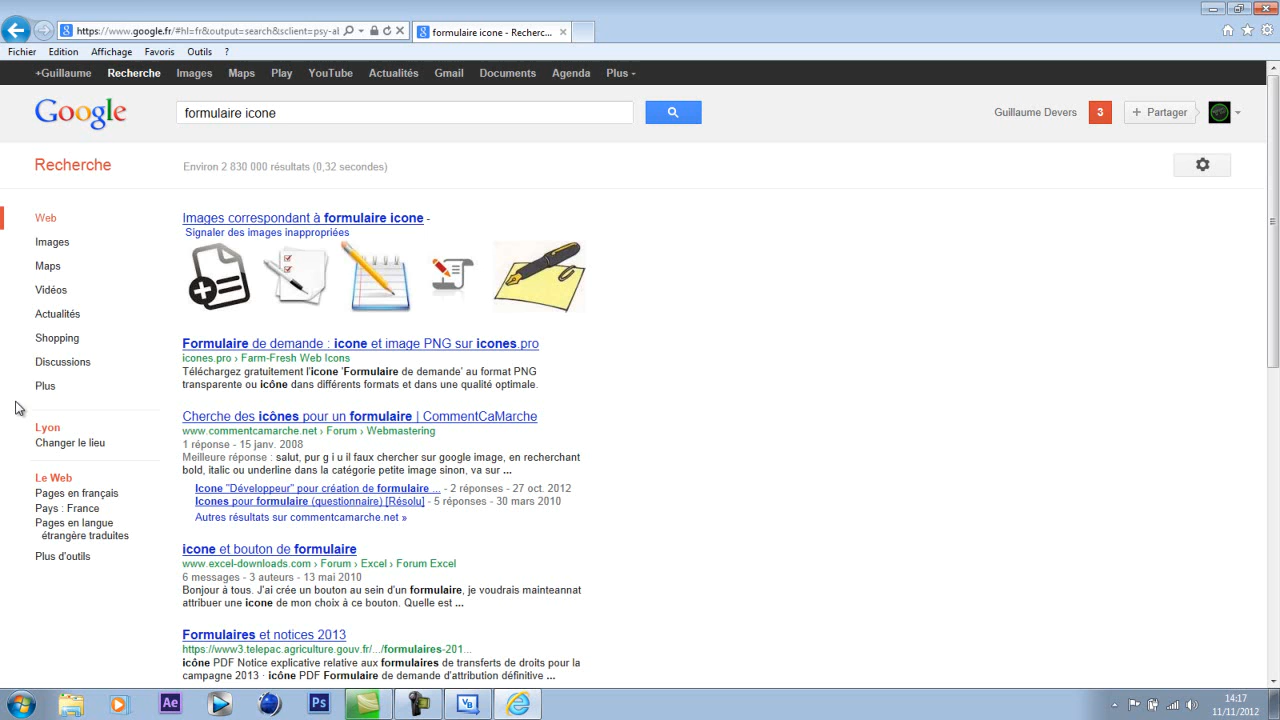 https://www.google.fr/#hl=fr&output=search&sclient=psy-al
formulaire icone - Recherc...
Fichier Edition Affichage Favoris Outils ?
+Guillaume Recherche Images Maps Play YouTube Actualités Gmail Documents Agenda Plus
Google
formulaire icone
Guillaume Devers 3 + Partager
Recherche
Environ 2 830 000 résultats (0,32 secondes)
Web
Images
Maps
Vidéos
Actualités
Shopping
Discussions
Plus
Lyon
Changer le lieu
Le Web
Pages en français
Pays : France
Pages en langue
étrangère traduites
Plus d'outils
Images correspondant à formulaire icone -
Signaler des images inappropriées
Formulaire de demande : icone et image PNG sur icones.pro
icones.pro › Farm-Fresh Web Icons
Téléchargez gratuitement l'icone 'Formulaire de demande' au format PNG
transparente ou icône dans différents formats et dans une qualité optimale.
Cherche des icônes pour un formulaire | CommentCaMarche
www.commentcamarche.net › Forum › Webmastering
1 réponse - 15 janv. 2008
Meilleure réponse : salut, pur g i u il faux chercher sur google image, en recherchant
bold, italic ou underline dans la catégorie petite image sinon, va sur ...
Icone "Développeur" pour création de formulaire ... - 2 réponses - 27 oct. 2012
Icones pour formulaire (questionnaire) [Résolu] - 5 réponses - 30 mars 2010
Autres résultats sur commentcamarche.net »
icone et bouton de formulaire
www.excel-downloads.com › Forum › Excel › Forum Excel
6 messages - 3 auteurs - 13 mai 2010
Bonjour à tous. J'ai crée un bouton au sein d'un formulaire, je voudrais mainteannat
attribuer une icone de mon choix à ce bouton. Quelle est ...
Formulaires et notices 2013
https://www3.telepac.agriculture.gouv.fr/.../formulaires-201...
icône PDF Notice explicative relative aux formulaires de transferts de droits pour la
campagne 2013 · icône PDF Formulaire de demande d'attribution définitive ...
Ae
Ps
VB
14:17
11/11/2012